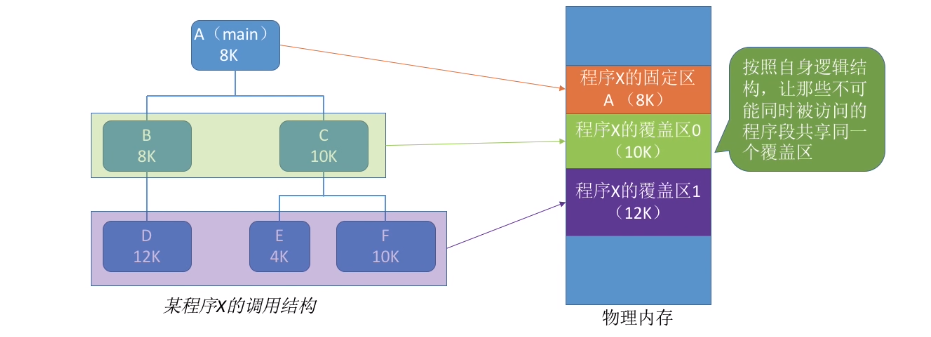 A（main）
8K
B
8K
C
10K
D
12K
E
4K
F
10K
某程序X的调用结构
程序X的固定区
A （8K）
程序X的覆盖区0
（10K）
程序X的覆盖区1
（12K）
物理内存
按照自身逻辑结
构，让那些不可
能同时被访问的
程序段共享同一
个覆盖区